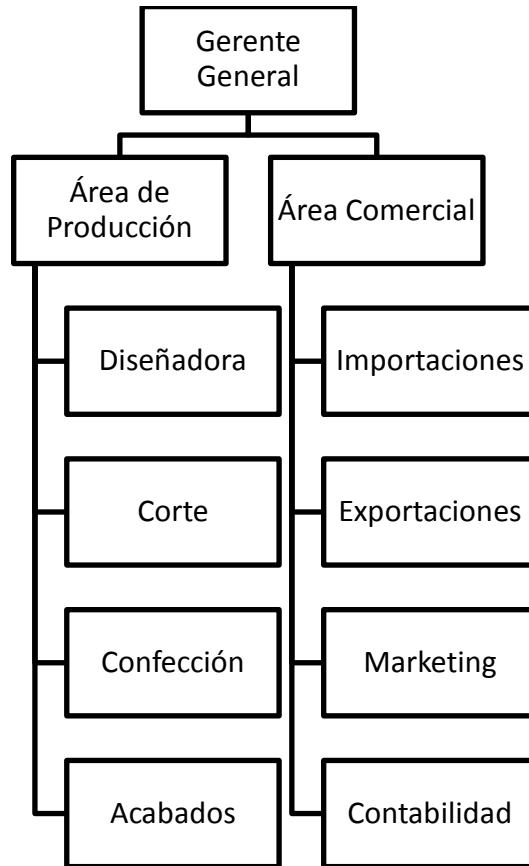 Gerente
General
Área de
Producción
Área Comercial
Diseñadora
Importaciones
Corte
Exportaciones
Confección
Marketing
Acabados
Contabilidad